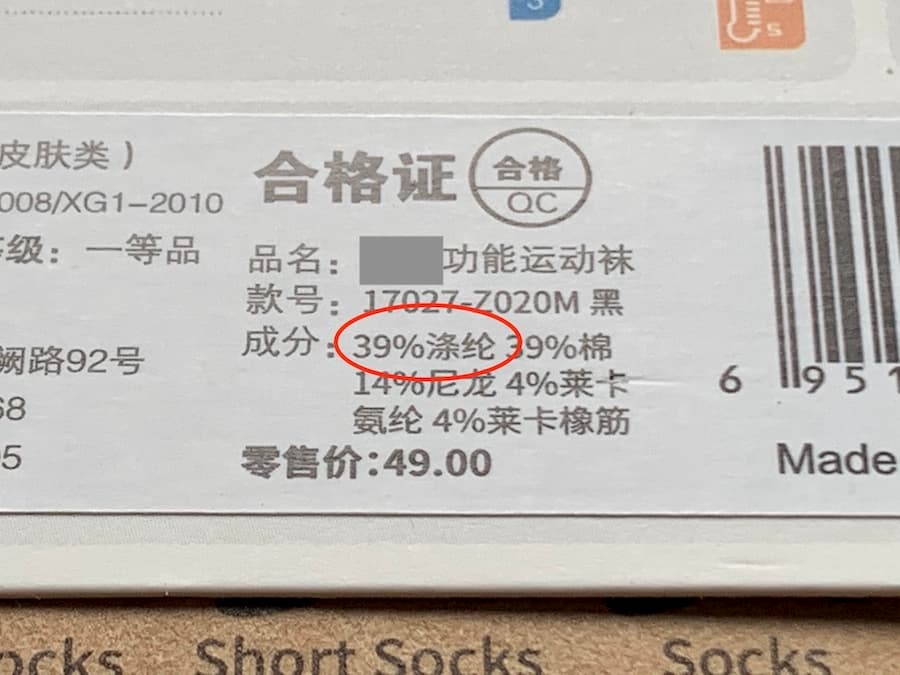 皮肤类）
008/XG1-2010
级：一等品
阙路92号
68
5
合格证
合格
QC
品名：功能运动袜
款号：17027-Z020M 黑
成分：39%涤纶 39%棉
14%尼龙 4%莱卡
氨纶 4%莱卡橡筋
零售价:49.00
6 951
Made
ocks
Short Socks
Socks